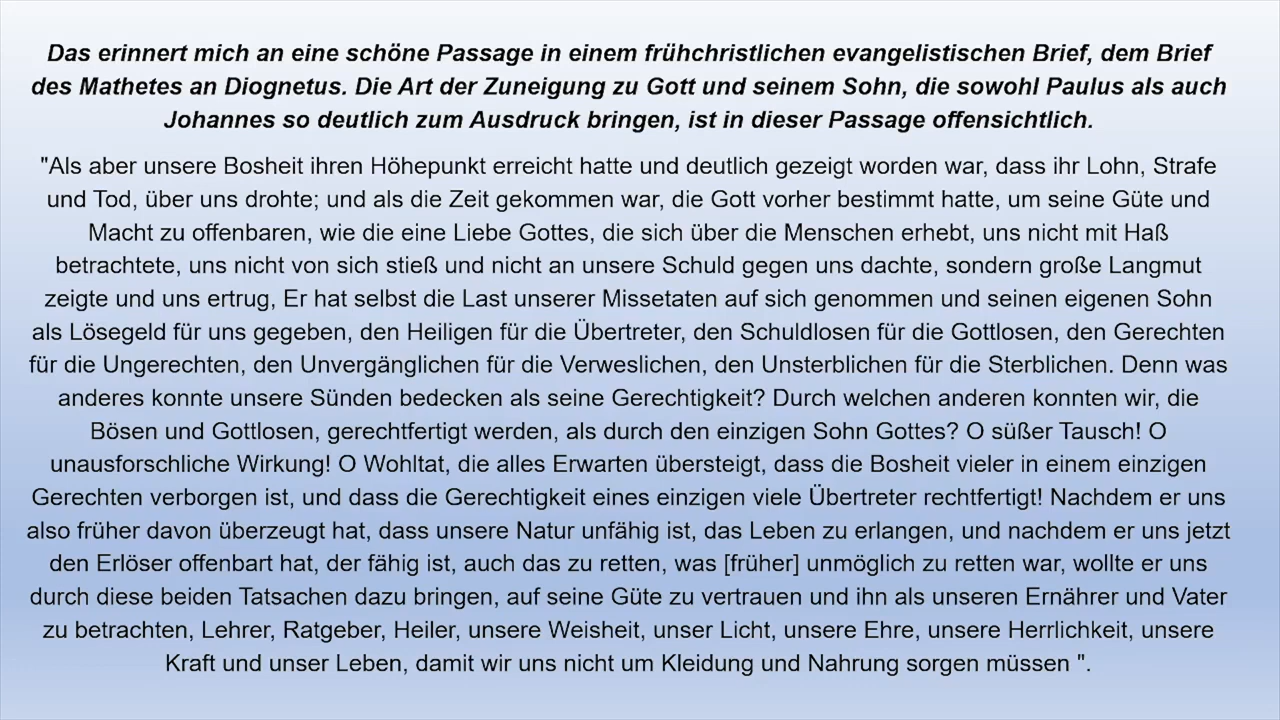 Das erinnert mich an eine schöne Passage in einem frühchristlichen evangelistischen Brief, dem Brief
des Mathetes an Diognetus. Die Art der Zuneigung zu Gott und seinem Sohn, die sowohl Paulus als auch
Johannes so deutlich zum Ausdruck bringen, ist in dieser Passage offensichtlich.
"Als aber unsere Bosheit ihren Höhepunkt erreicht hatte und deutlich gezeigt worden war, dass ihr Lohn, Strafe
und Tod, über uns drohte; und als die Zeit gekommen war, die Gott vorher bestimmt hatte, um seine Güte und
Macht zu offenbaren, wie die eine Liebe Gottes, die sich über die Menschen erhebt, uns nicht mit Haß
betrachtete, uns nicht von sich stieß und nicht an unsere Schuld gegen uns dachte, sondern große Langmut
zeigte und uns ertrug, Er hat selbst die Last unserer Missetaten auf sich genommen und seinen eigenen Sohn
als Lösegeld für uns gegeben, den Heiligen für die Übertreter, den Schuldlosen für die Gottlosen, den Gerechten
für die Ungerechten, den Unvergänglichen für die Verweslichen, den Unsterblichen für die Sterblichen. Denn was
anderes konnte unsere Sünden bedecken als seine Gerechtigkeit? Durch welchen anderen konnten wir, die
Bösen und Gottlosen, gerechtfertigt werden, als durch den einzigen Sohn Gottes? O süßer Tausch! O
unausforschliche Wirkung! O Wohltat, die alles Erwarten übersteigt, dass die Bosheit vieler in einem einzigen
Gerechten verborgen ist, und dass die Gerechtigkeit eines einzigen viele Übertreter rechtfertigt! Nachdem er uns
also früher davon überzeugt hat, dass unsere Natur unfähig ist, das Leben zu erlangen, und nachdem er uns jetzt
den Erlöser offenbart hat, der fähig ist, auch das zu retten, was [früher] unmöglich zu retten war, wollte er uns
durch diese beiden Tatsachen dazu bringen, auf seine Güte zu vertrauen und ihn als unseren Ernährer und Vater
zu betrachten, Lehrer, Ratgeber, Heiler, unsere Weisheit, unser Licht, unsere Ehre, unsere Herrlichkeit, unsere
Kraft und unser Leben, damit wir uns nicht um Kleidung und Nahrung sorgen müssen ".